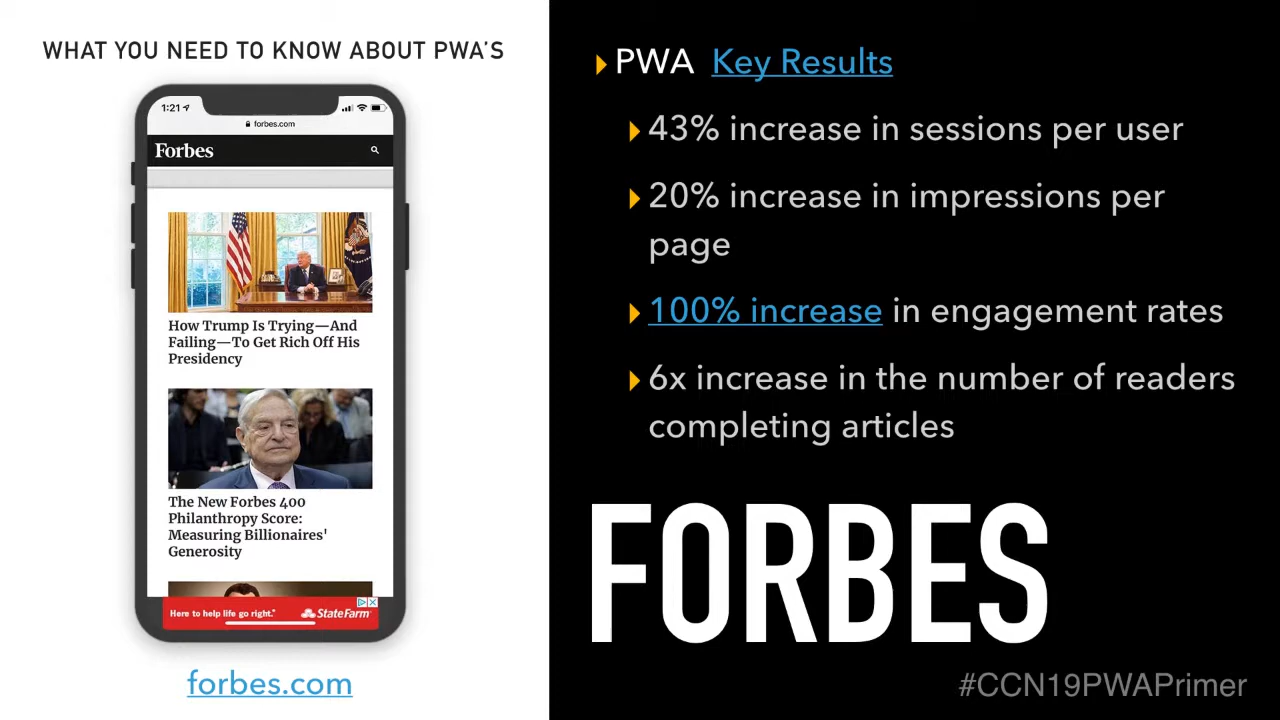 WHAT YOU NEED TO KNOW ABOUT PWA'S
1:21
forbes.com
Forbes
How Trump Is Trying—And
Failing—To Get Rich Off His
Presidency
The New Forbes 400
Philanthropy Score:
Measuring Billionaires'
Generosity
Here to help life go right.®
StateFarm
forbes.com
PWA Key Results
43% increase in sessions per user
20% increase in impressions per
page
100% increase in engagement rates
6x increase in the number of readers
completing articles
FORBES
#CCN19PWAPrimer